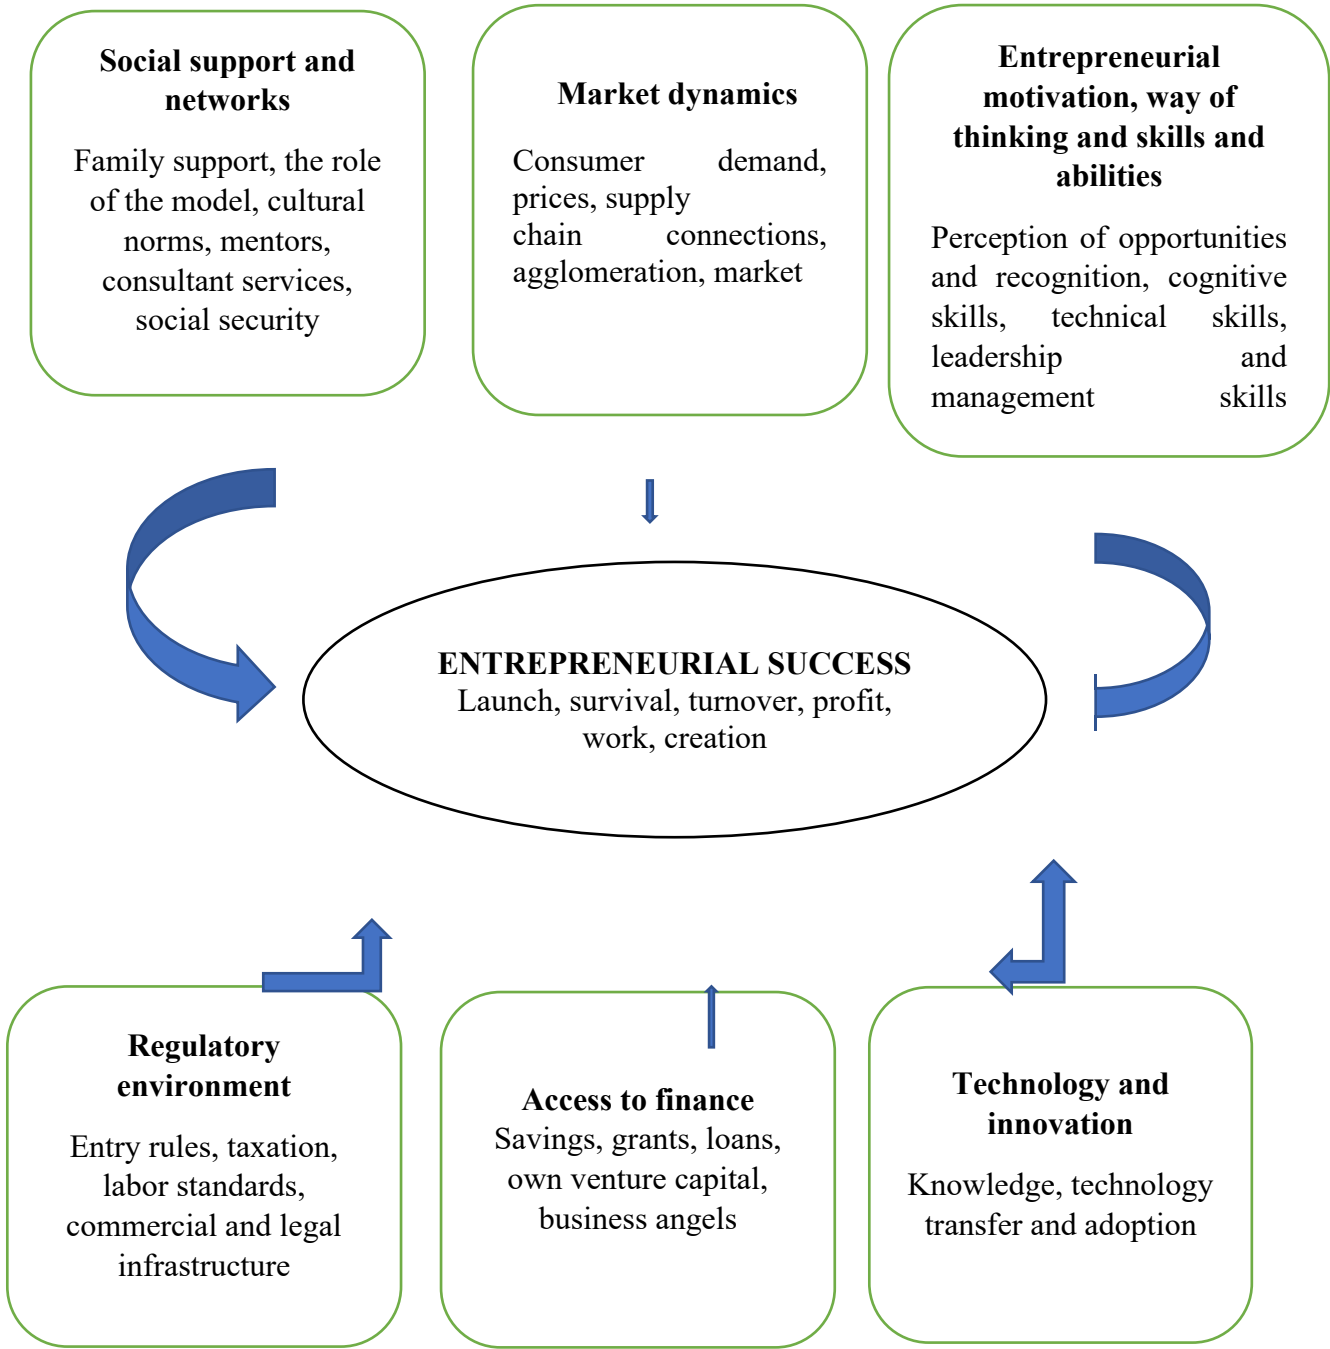 Social support and
networks
Family support, the role
of the model, cultural
norms, mentors,
consultant services,
social security
Market dynamics
Consumer demand,
prices, supply
chain connections,
agglomeration, market
Entrepreneurial
motivation, way of
thinking and skills and
abilities
Perception of opportunities
and recognition, cognitive
skills, technical skills,
leadership and
management skills
ENTREPRENEURIAL SUCCESS
Launch, survival, turnover, profit,
work, creation
Regulatory
environment
Entry rules, taxation,
labor standards,
commercial and legal
infrastructure
Access to finance
Savings, grants, loans,
own venture capital,
business angels
Technology and
innovation
Knowledge, technology
transfer and adoption